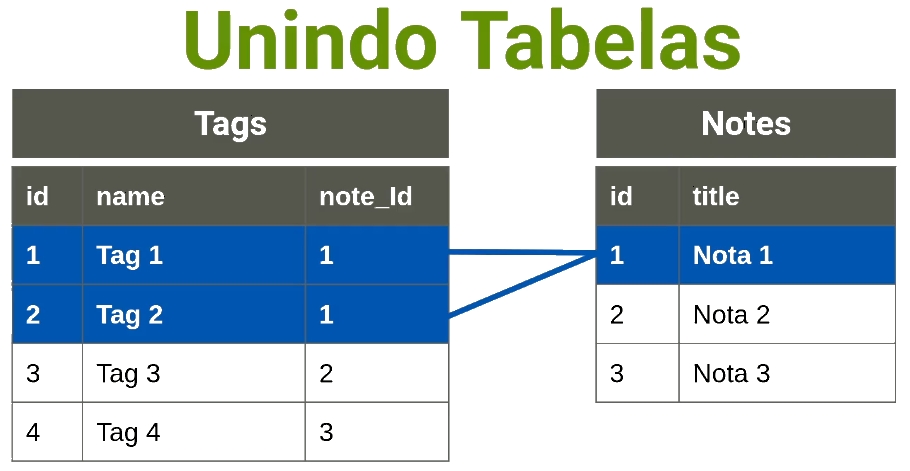 Unindo Tabelas
Tags
id name note_Id
1 Tag 1 1
2 Tag 2 1
3 Tag 3 2
4 Tag 4 3
Notes
id title
1 Nota 1
2 Nota 2
3 Nota 3